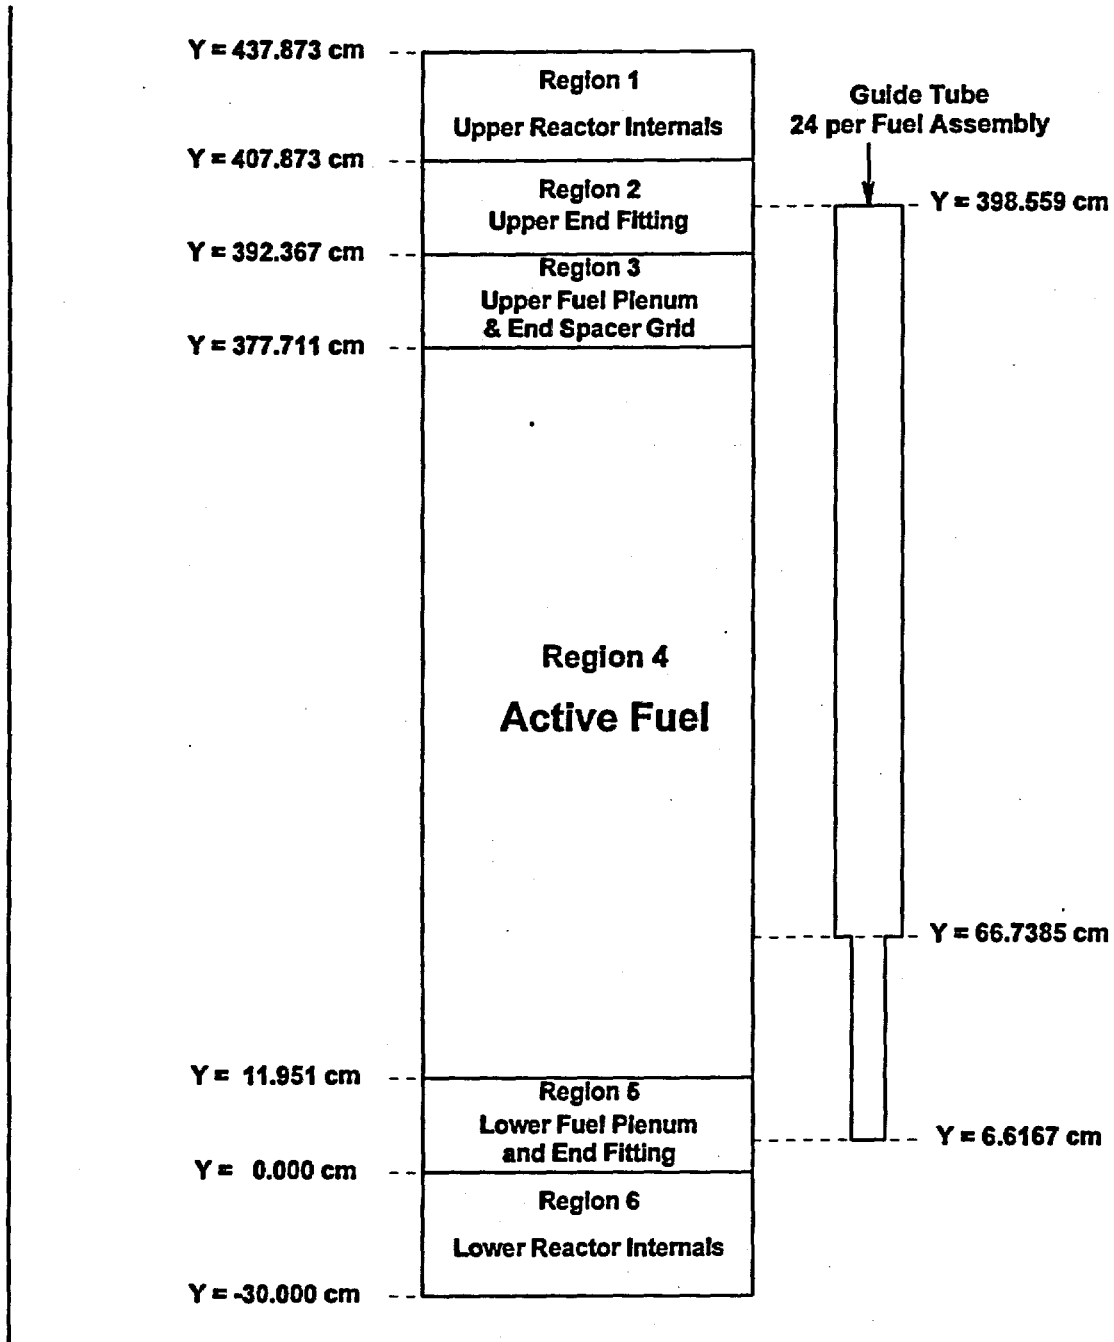 Y = 437.873 cm
Region 1
Upper Reactor Internals
Guide Tube
24 per Fuel Assembly
Y = 407.873 cm
Region 2
Upper End Fitting
Y = 398.559 cm
Y = 392.367 cm
Region 3
Upper Fuel Plenum
& End Spacer Grid
Y = 377.711 cm
Region 4
Active Fuel
Y = 66.7385 cm
Y = 11.951 cm
Region 5
Lower Fuel Plenum
and End Fitting
Y = 6.6167 cm
Y = 0.000 cm
Region 6
Lower Reactor Internals
Y = -30.000 cm